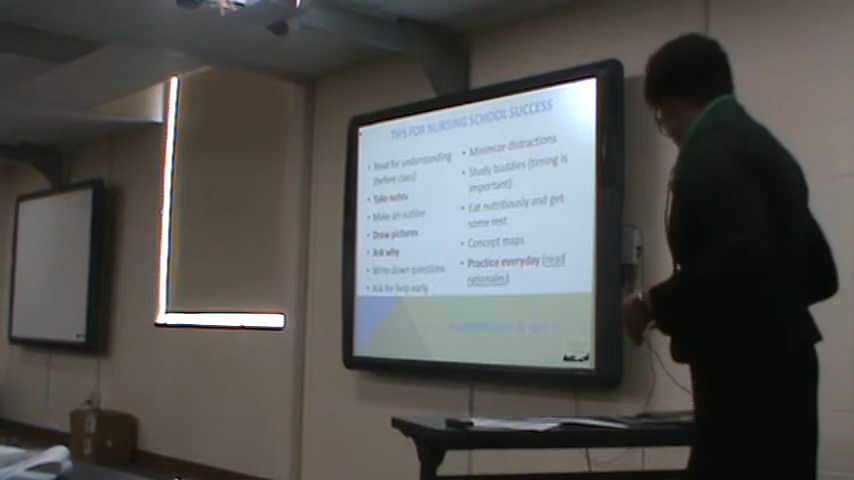 TIPS FOR NURSING SCHOOL SUCCESS
• Read for understanding
(before class)
• Take notes
• Make an outline
• Draw pictures
• Ask why
• Write down questions
• Ask for help early
• Minimize distractions
• Study buddies (timing is
important)
• Eat nutritiously and get
some rest
• Concept maps
• Practice everyday (read
rationales)